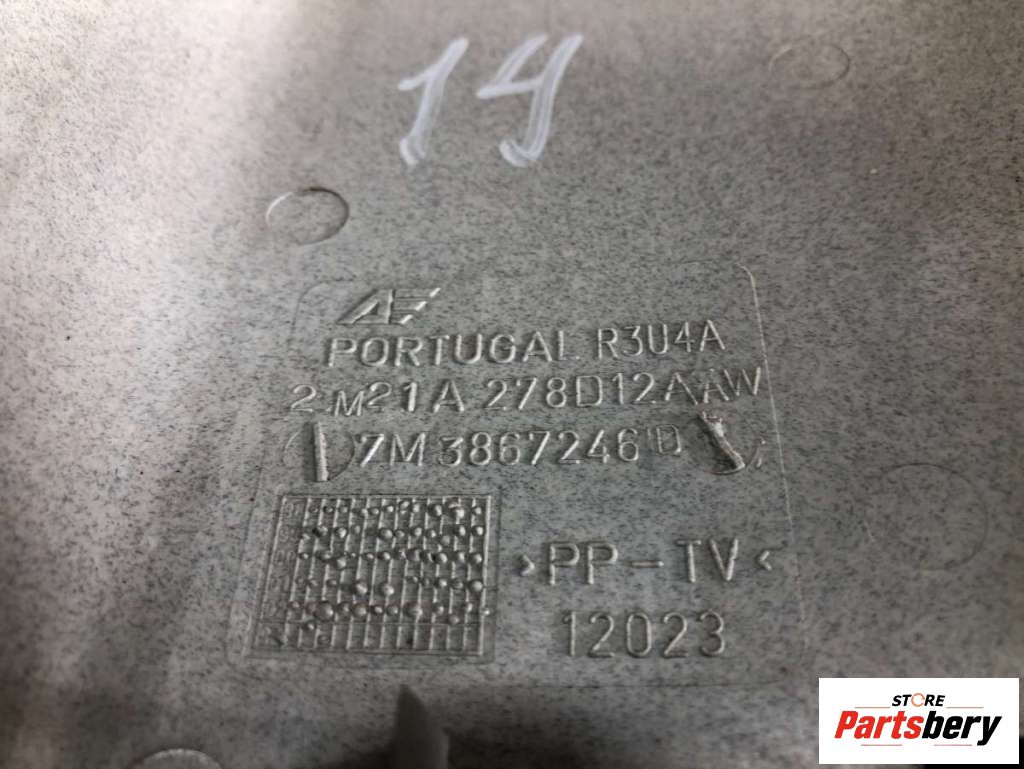 14
AE
PORTUGAL R3U4A
2M21A 278D12AAW
7M3867246D
>PP-TV<
12023
STORE
Partsbery